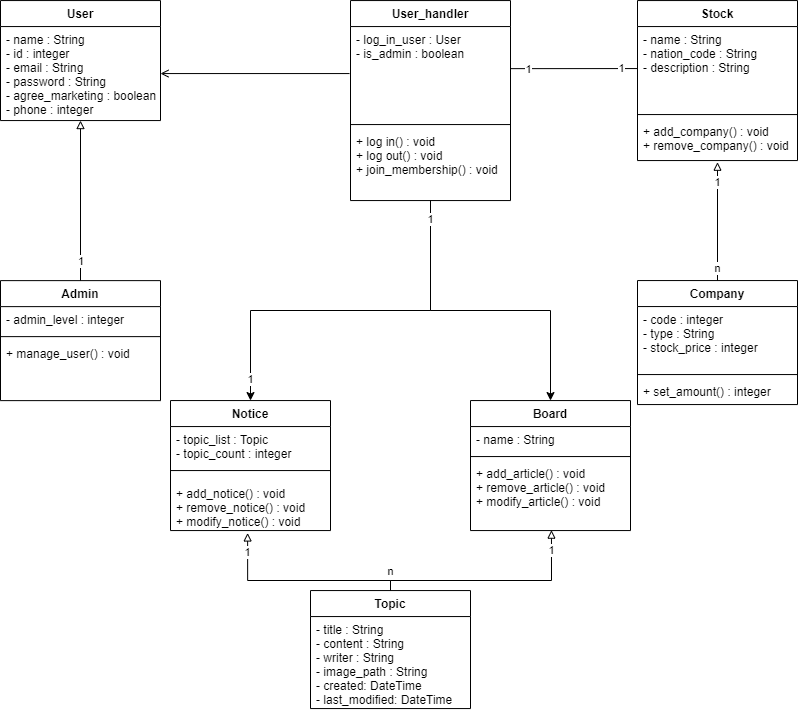 User
- name : String
- id : integer
- email : String
- password : String
- agree_marketing : boolean
- phone : integer
User_handler
- log_in_user : User
- is_admin : boolean
+ log in() : void
+ log out() : void
+ join_membership() : void
Stock
- name : String
- nation_code : String
- description : String
+ add_company() : void
+ remove_company() : void
1
1
1
1
1
n
Admin
- admin_level : integer
+ manage_user() : void
Company
- code : integer
- type : String
- stock_price : integer
+ set_amount() : integer
1
Notice
- topic_list : Topic
- topic_count : integer
+ add_notice() : void
+ remove_notice() : void
+ modify_notice() : void
Board
- name : String
+ add_article() : void
+ remove_article() : void
+ modify_article() : void
1
1
n
Topic
- title : String
- content : String
- writer : String
- image_path : String
- created: DateTime
- last_modified: DateTime